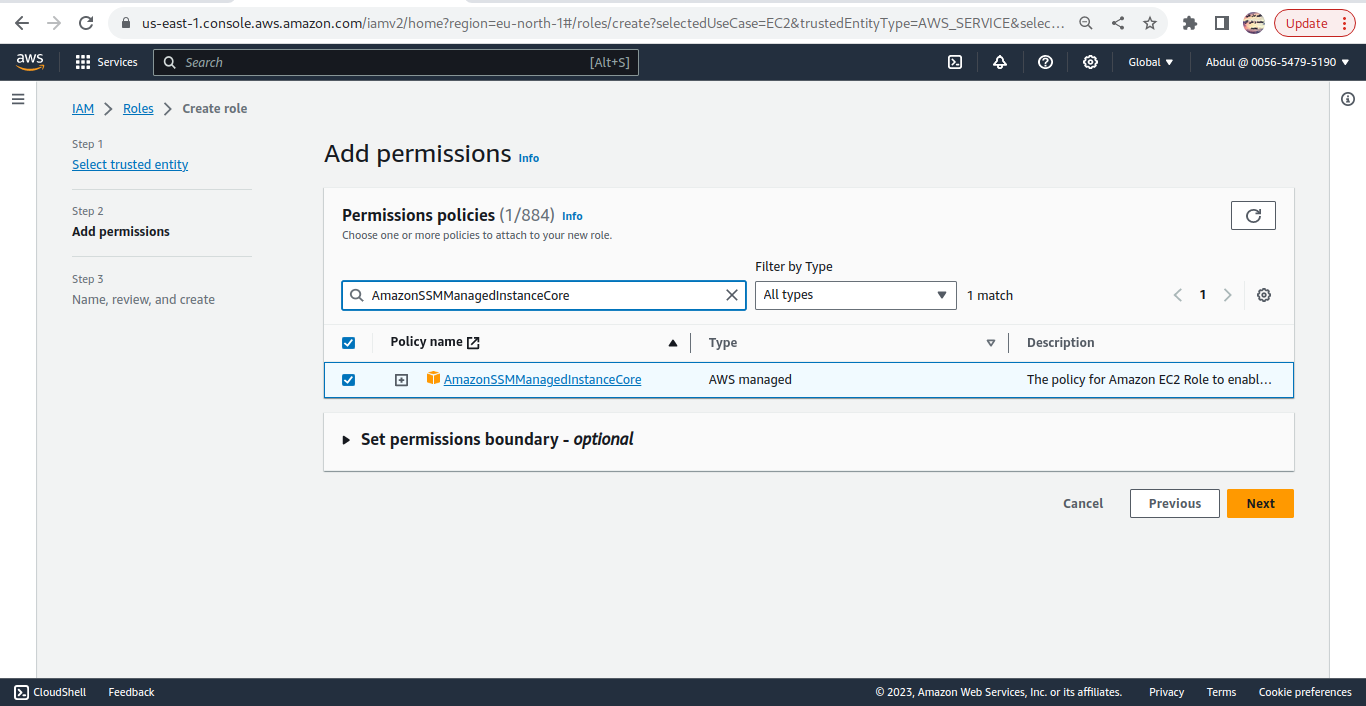 us-east-1.console.aws.amazon.com/iamv2/home?region=eu-north-1#/roles/create?selectedUseCase=EC2&trustedEntityType=AWS_SERVICE&selec...
Update
aws
Services
Search
[Alt+S]
Global
Abdul @ 0056-5479-5190
IAM
Roles
Create role
Step 1
Select trusted entity
Step 2
Add permissions
Step 3
Name, review, and create
Add permissions Info
Permissions policies (1/884) Info
Choose one or more policies to attach to your new role.
Filter by Type
AmazonSSMManagedInstanceCore
All types
1 match
1
Policy name
Type
Description
AmazonSSMManagedInstanceCore
AWS managed
The policy for Amazon EC2 Role to enabl...
Set permissions boundary - optional
Cancel
Previous
Next
CloudShell
Feedback
© 2023, Amazon Web Services, Inc. or its affiliates.
Privacy
Terms
Cookie preferences